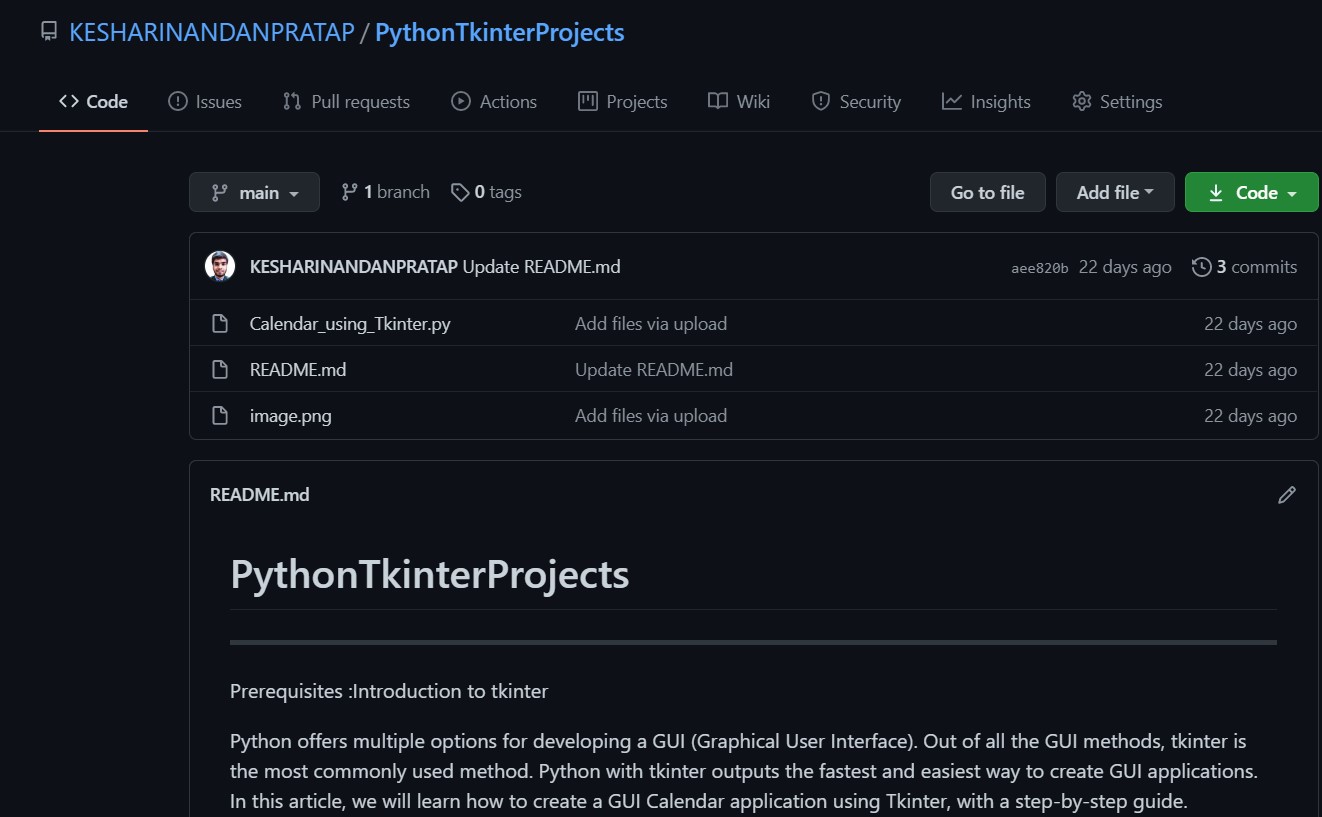 KESHARINANDANPRATAP / PythonTkinterProjects
Code Issues Pull requests Actions Projects Wiki Security Insights Settings
main 1 branch 0 tags Go to file Add file Code
KESHARINANDANPRATAP Update README.md aee820b 22 days ago 3 commits
Calendar_using_Tkinter.py Add files via upload 22 days ago
README.md Update README.md 22 days ago
image.png Add files via upload 22 days ago
README.md
PythonTkinterProjects
Prerequisites :Introduction to tkinter
Python offers multiple options for developing a GUI (Graphical User Interface). Out of all the GUI methods, tkinter is
the most commonly used method. Python with tkinter outputs the fastest and easiest way to create GUI applications.
In this article, we will learn how to create a GUI Calendar application using Tkinter, with a step-by-step guide.